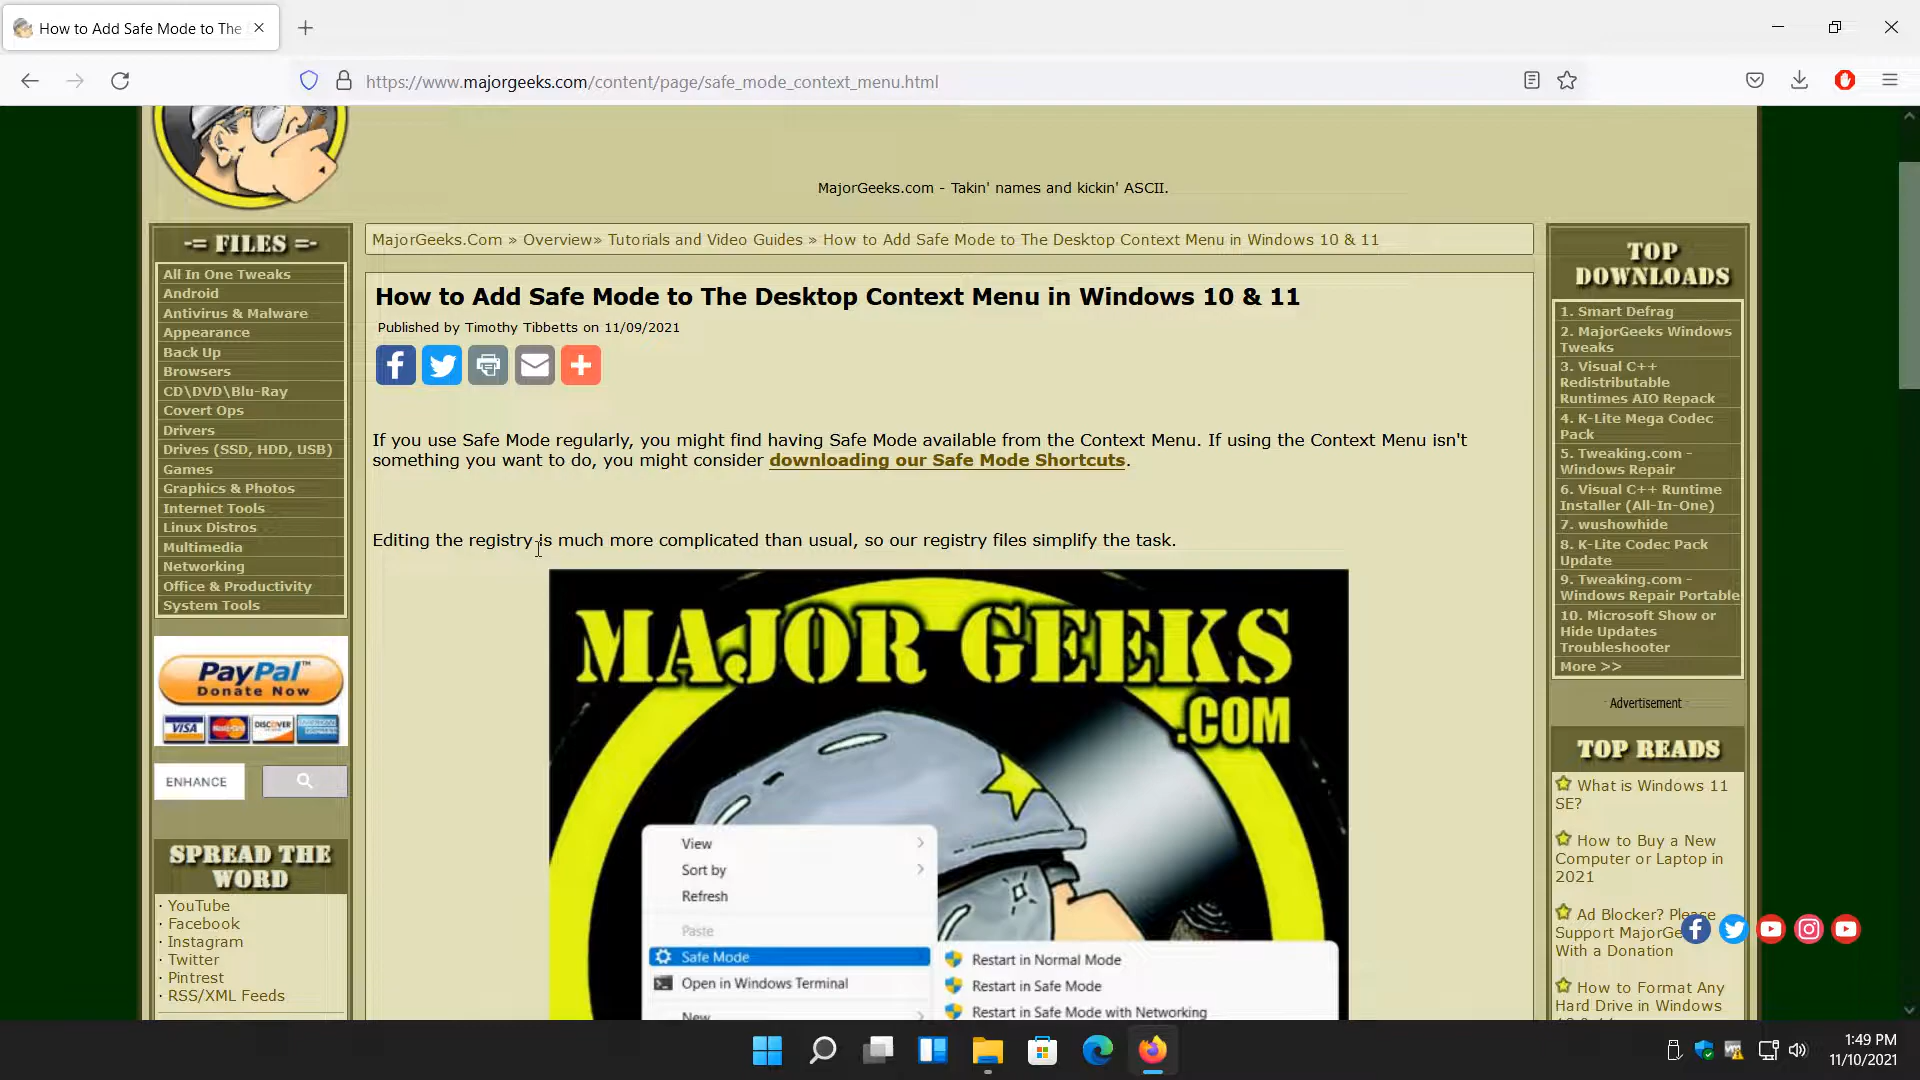 How to Add Safe Mode to The
https://www.majorgeeks.com/content/page/safe_mode_context_menu.html
MajorGeeks.com - Takin' names and kickin' ASCII.
-= FILES =-
All In One Tweaks
Android
Antivirus & Malware
Appearance
Back Up
Browsers
CD\DVD\Blu-Ray
Covert Ops
Drivers
Drives (SSD, HDD, USB)
Games
Graphics & Photos
Internet Tools
Linux Distros
Multimedia
Networking
Office & Productivity
System Tools
PayPal™
Donate Now
VISA
MasterCard
DISCOVER
ENHANCE
SPREAD THE
WORD
· YouTube
· Facebook
· Instagram
· Twitter
· Pintrest
· RSS/XML Feeds
MajorGeeks.Com » Overview» Tutorials and Video Guides » How to Add Safe Mode to The Desktop Context Menu in Windows 10 & 11
How to Add Safe Mode to The Desktop Context Menu in Windows 10 & 11
Published by Timothy Tibbetts on 11/09/2021
If you use Safe Mode regularly, you might find having Safe Mode available from the Context Menu. If using the Context Menu isn't
something you want to do, you might consider downloading our Safe Mode Shortcuts.
Editing the registry is much more complicated than usual, so our registry files simplify the task.
MAJOR GEEKS
.COM
View
Sort by
Refresh
Paste
Safe Mode
Open in Windows Terminal
New
Restart in Normal Mode
Restart in Safe Mode
Restart in Safe Mode with Networking
TOP
DOWNLOADS
1. Smart Defrag
2. MajorGeeks Windows
Tweaks
3. Visual C++
Redistributable
Runtimes AIO Repack
4. K-Lite Mega Codec
Pack
5. Tweaking.com -
Windows Repair
6. Visual C++ Runtime
Installer (All-In-One)
7. wushowhide
8. K-Lite Codec Pack
Update
9. Tweaking.com -
Windows Repair Portable
10. Microsoft Show or
Hide Updates
Troubleshooter
More >>
- Advertisement -
TOP READS
What is Windows 11
SE?
How to Buy a New
Computer or Laptop in
2021
Ad Blocker? Please
Support MajorGe
With a Donation
How to Format Any
Hard Drive in Windows
1:49 PM
11/10/2021